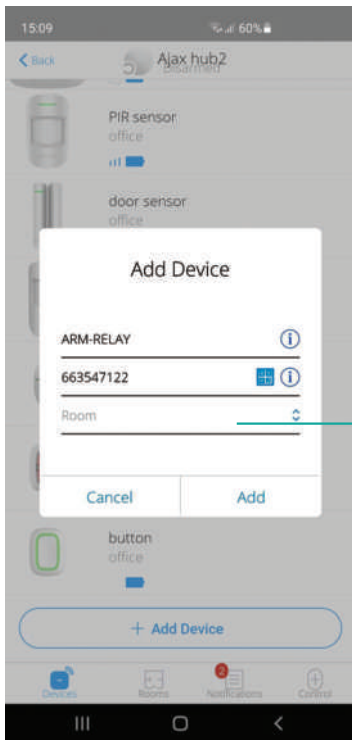 15:09 60%
Back Ajax hub2
Disarmed
PIR sensor
office
door sensor
office
Add Device
ARM-RELAY
663547122
Room
Cancel Add
button
office
+ Add Device
2
Devices Rooms Notifications Control